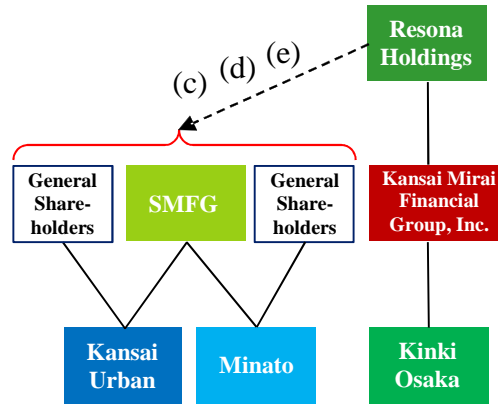 Resona
Holdings
(c) (d) (e)
General
Share-
holders
SMFG
General
Share-
holders
Kansai Mirai
Financial
Group, Inc.
Kansai
Urban
Minato
Kinki
Osaka